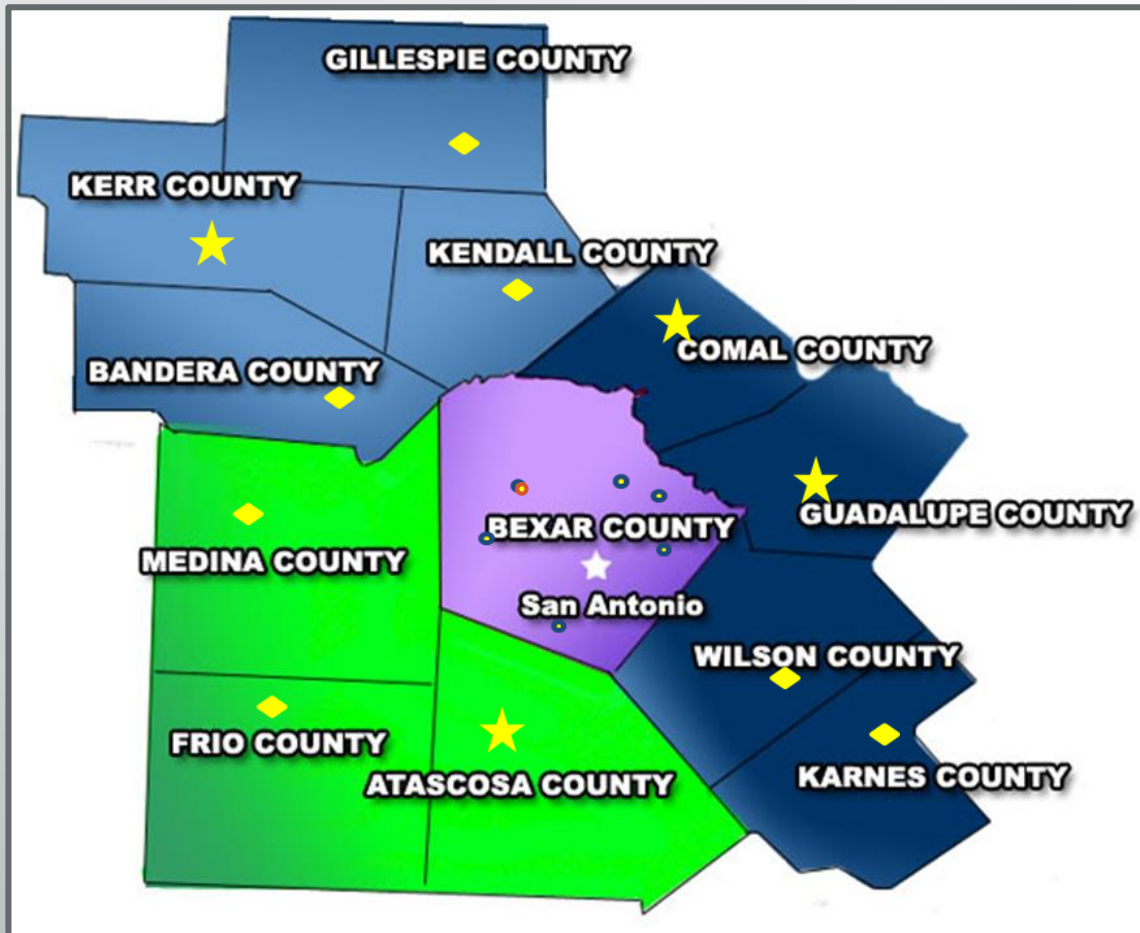 GILLESPIE COUNTY
KERR COUNTY
KENDALL COUNTY
COMAL COUNTY
BANDERA COUNTY
GUADALUPE COUNTY
BEXAR COUNTY
MEDINA COUNTY
San Antonio
WILSON COUNTY
FRIO COUNTY
KARNES COUNTY
ATASCOSA COUNTY